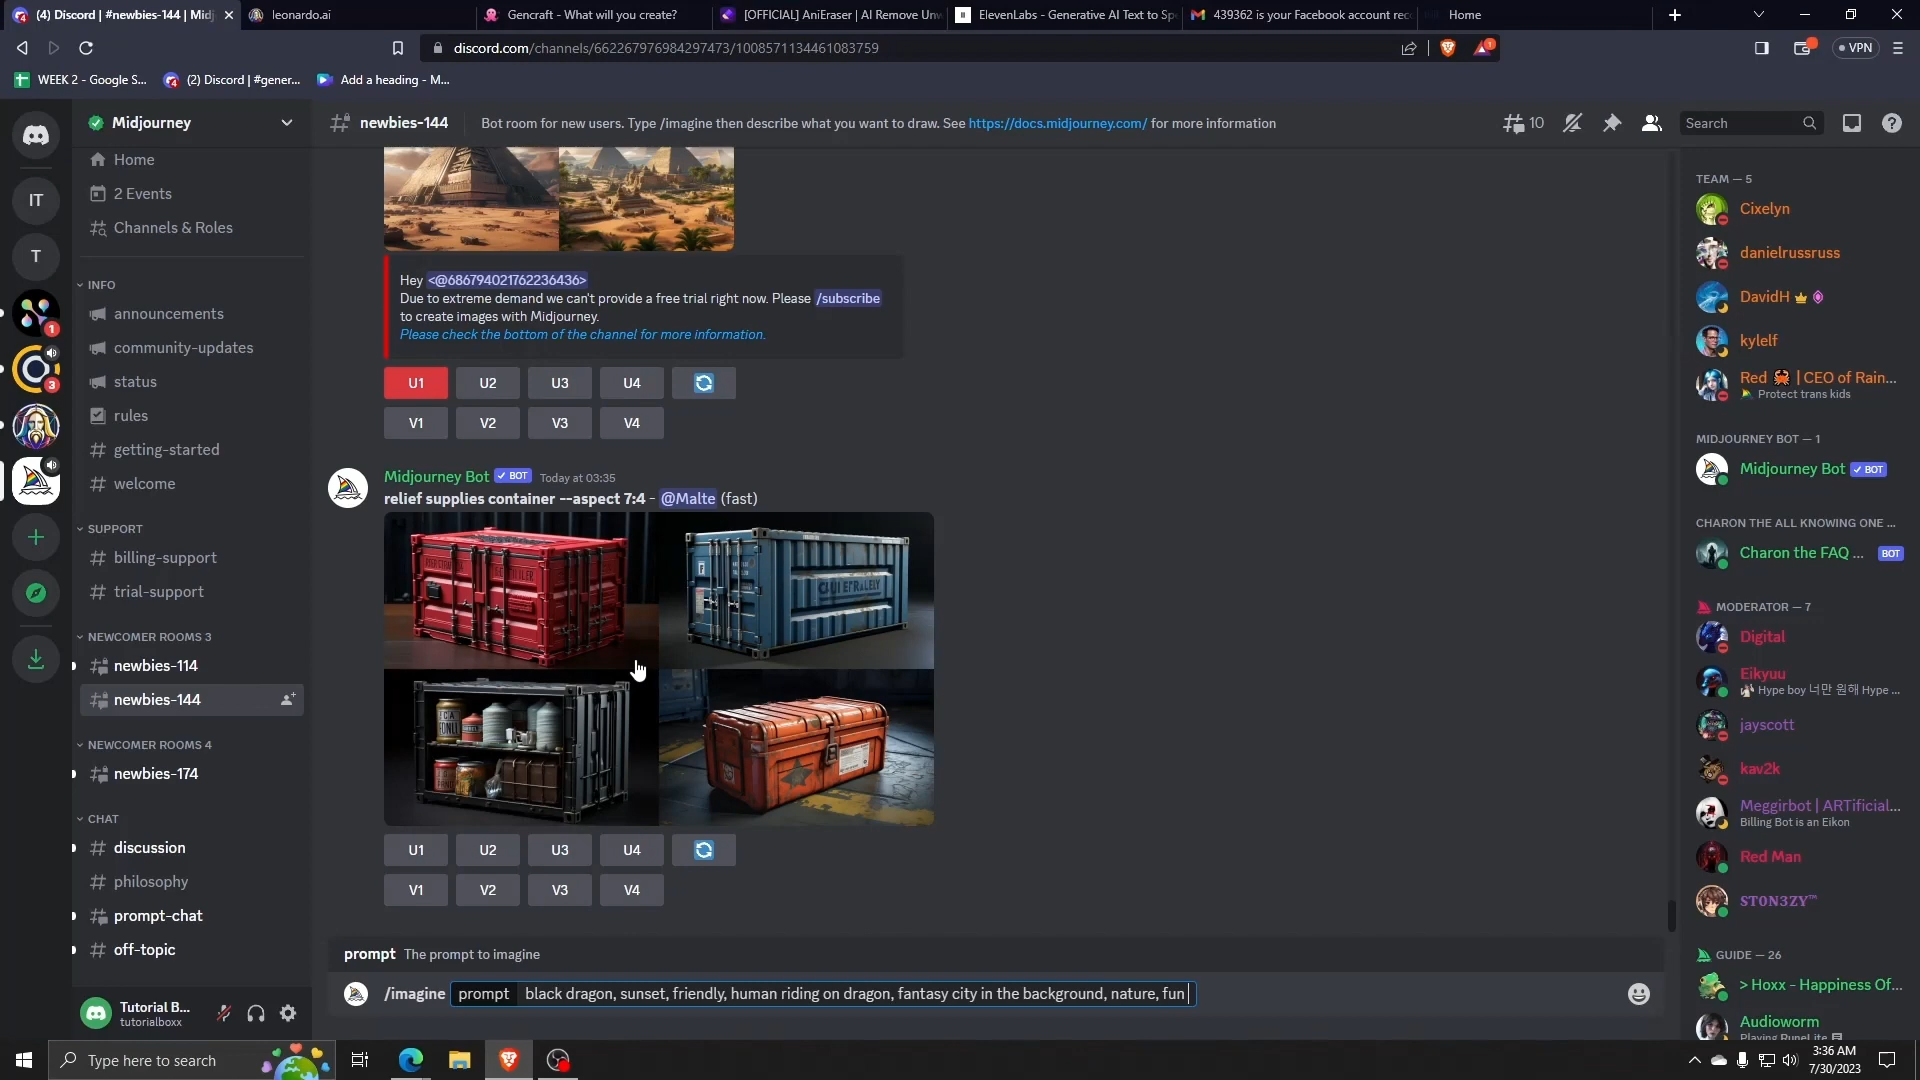 (4) Discord | #newbies-144 | Midj
leonardo.ai
Gencraft - What will you create?
[OFFICIAL] AniEraser | AI Remove Unw
ElevenLabs - Generative AI Text to Sp
439362 is your Facebook account reco
Home
discord.com/channels/662267976984297473/1008571134461083759
1
VPN
WEEK 2 - Google S...
(2) Discord | #gener...
Add a heading - M...
Midjourney
newbies-144
Bot room for new users. Type /imagine then describe what you want to draw. See https://docs.midjourney.com/ for more information
10
Search
Home
2 Events
Channels & Roles
IT
T
1
3
INFO
announcements
community-updates
status
rules
getting-started
welcome
SUPPORT
billing-support
trial-support
NEWCOMER ROOMS 3
newbies-114
newbies-144
NEWCOMER ROOMS 4
newbies-174
CHAT
discussion
philosophy
prompt-chat
off-topic
Tutorial B...
tutorialboxx
Hey <@686794021762236436>
Due to extreme demand we can't provide a free trial right now. Please /subscribe
to create images with Midjourney.
Please check the bottom of the channel for more information.
U1 U2 U3 U4
V1 V2 V3 V4
Midjourney Bot BOT Today at 03:35
relief supplies container --aspect 7:4 - @Malte (fast)
U1 U2 U3 U4
V1 V2 V3 V4
prompt The prompt to imagine
/imagine prompt black dragon, sunset, friendly, human riding on dragon, fantasy city in the background, nature, fun
TEAM — 5
Cixelyn
danielrussruss
DavidH
kylelf
Red | CEO of Rain...
Protect trans kids
MIDJOURNEY BOT — 1
Midjourney Bot BOT
CHARON THE ALL KNOWING ONE ...
Charon the FAQ ... BOT
MODERATOR — 7
Digital
Eikyuu
Hype boy 너만 원해 Hype ...
jayscott
kav2k
Meggirbot | ARTificial...
Billing Bot is an Eikon
Red Man
ST0N3ZY™
GUIDE — 26
> Hoxx - Happiness Of...
Audioworm
Playing RuneLite
Type here to search
3:36 AM
7/30/2023